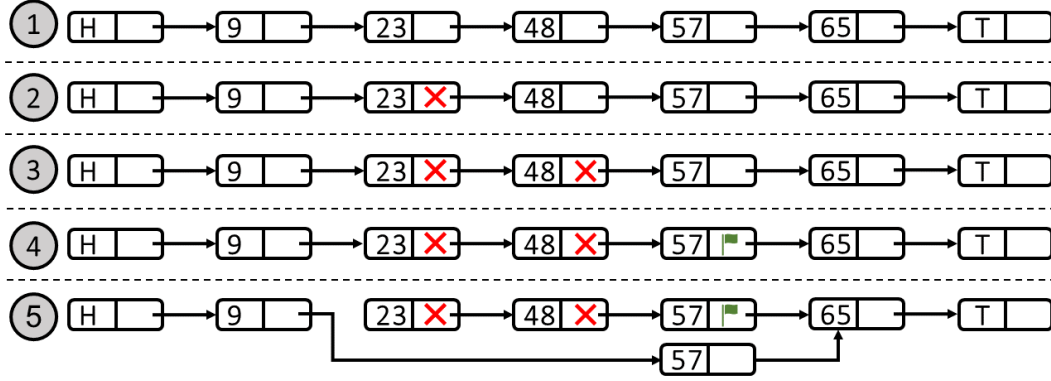 1 H 9 23 48 57 65 T
2 H 9 23 48 57 65 T
3 H 9 23 48 57 65 T
4 H 9 23 48 57 65 T
5 H 9 23 48 57 65 T
57